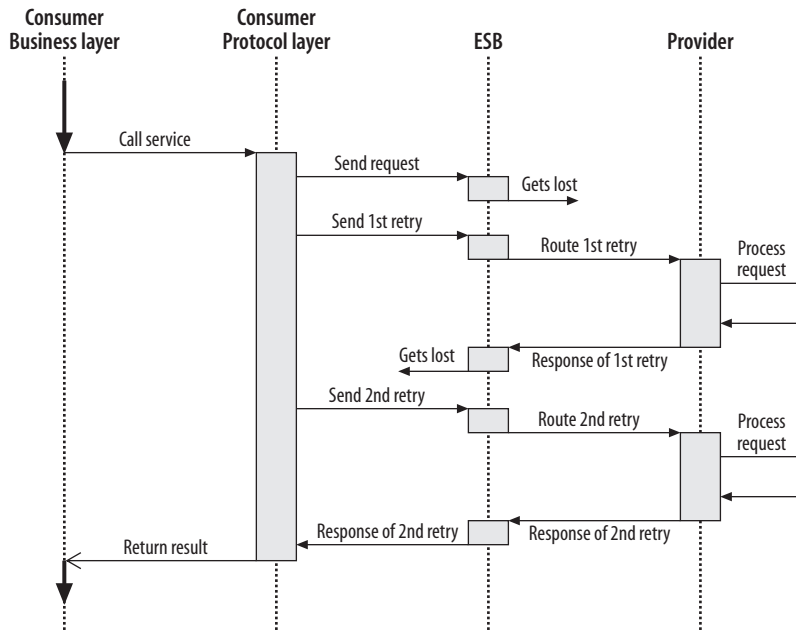 Consumer
Business layer
Consumer
Protocol layer
ESB
Provider
Call service
Send request
Gets lost
Send 1st retry
Route 1st retry
Process
request
Gets lost
Response of 1st retry
Send 2nd retry
Route 2nd retry
Process
request
Response of 2nd retry
Response of 2nd retry
Return result